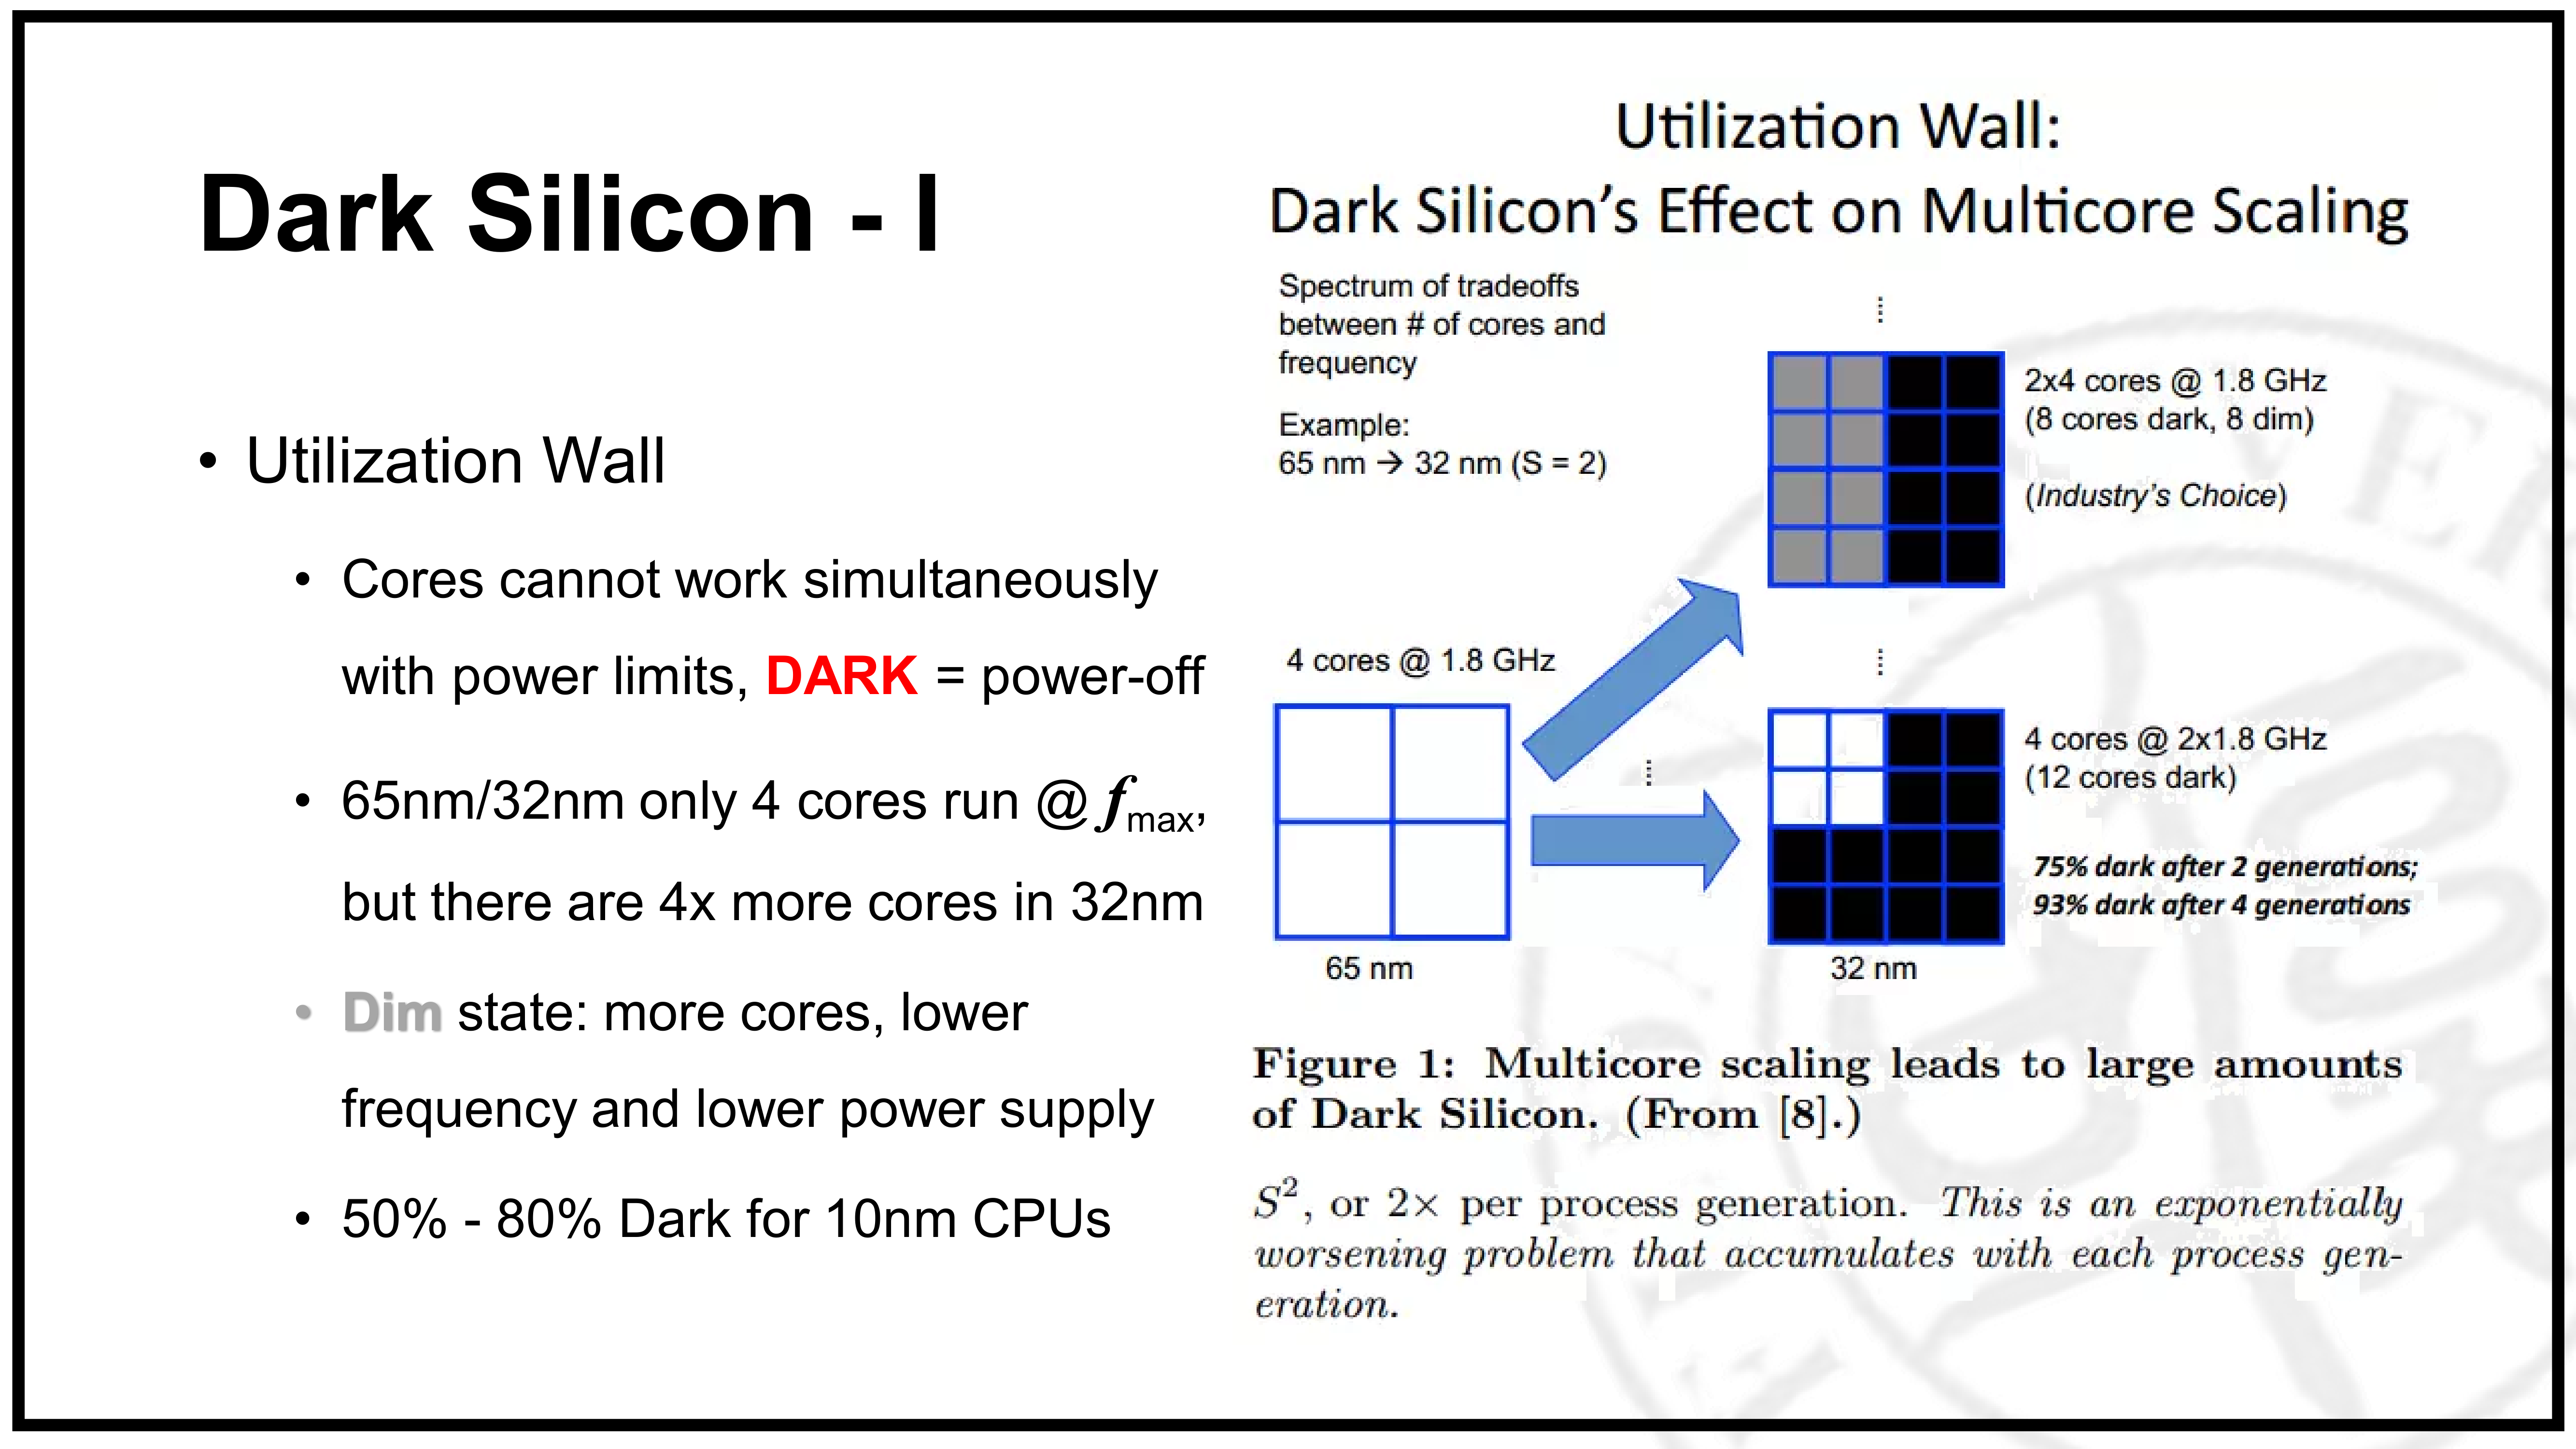 Dark Silicon - I
• Utilization Wall
• Cores cannot work simultaneously
with power limits, DARK = power-off
• 65nm/32nm only 4 cores run @ fmax,
but there are 4x more cores in 32nm
• Dim state: more cores, lower
frequency and lower power supply
• 50% - 80% Dark for 10nm CPUs
Utilization Wall:
Dark Silicon’s Effect on Multicore Scaling
Spectrum of tradeoffs
between # of cores and
frequency
Example:
65 nm → 32 nm (S = 2)
2x4 cores @ 1.8 GHz
(8 cores dark, 8 dim)
(Industry’s Choice)
4 cores @ 1.8 GHz
65 nm
4 cores @ 2x1.8 GHz
(12 cores dark)
75% dark after 2 generations;
93% dark after 4 generations
32 nm
Figure 1: Multicore scaling leads to large amounts
of Dark Silicon. (From [8].)
S², or 2× per process generation. This is an exponentially
worsening problem that accumulates with each process gen-
eration.